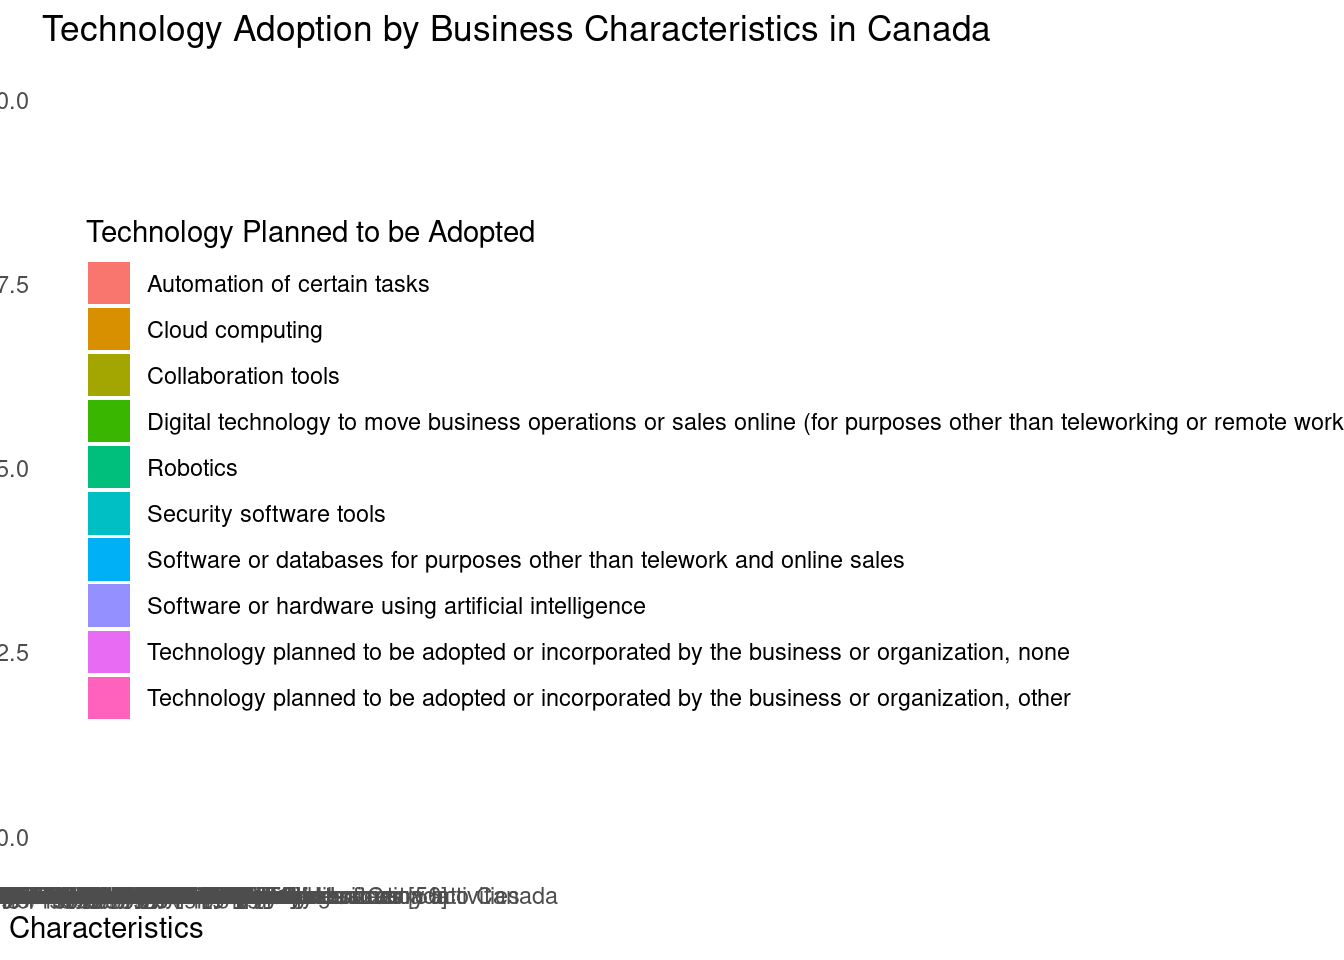 Technology Adoption by Business Characteristics in Canada
0.0
Technology Planned to be Adopted
7.5
Automation of certain tasks
Cloud computing
Collaboration tools
Digital technology to move business operations or sales online (for purposes other than teleworking or remote work
5.0
Robotics
Security software tools
Software or databases for purposes other than telework and online sales
Software or hardware using artificial intelligence
2.5
Technology planned to be adopted or incorporated by the business or organization, none
Technology planned to be adopted or incorporated by the business or organization, other
0.0
Canada
Characteristics